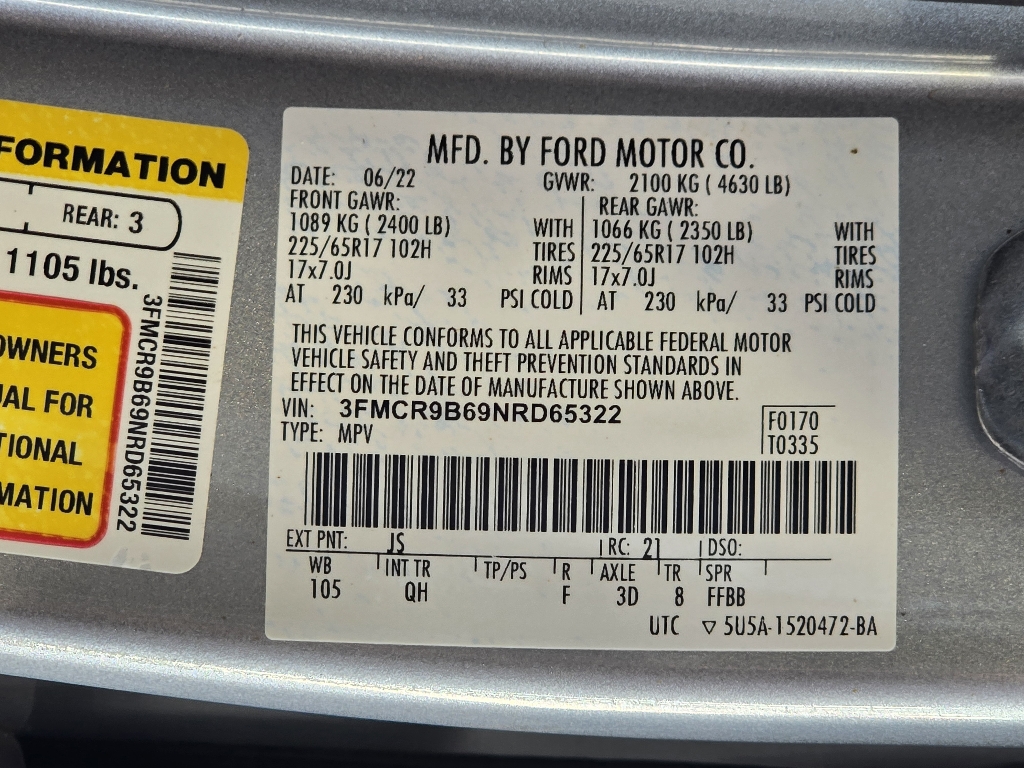 FORMATION
REAR: 3
1105 lbs.
OWNERS
UAL FOR
TIONAL
MATION
3FMCR9B69NRD65322
MFD. BY FORD MOTOR CO.
DATE: 06/22 GVWR: 2100 KG ( 4630 LB)
FRONT GAWR: REAR GAWR:
1089 KG ( 2400 LB) WITH 1066 KG ( 2350 LB) WITH
225/65R17 102H TIRES 225/65R17 102H TIRES
17x7.0J RIMS 17x7.0J RIMS
AT 230 kPa/ 33 PSI COLD AT 230 kPa/ 33 PSI COLD
THIS VEHICLE CONFORMS TO ALL APPLICABLE FEDERAL MOTOR
VEHICLE SAFETY AND THEFT PREVENTION STANDARDS IN
EFFECT ON THE DATE OF MANUFACTURE SHOWN ABOVE.
VIN: 3FMCR9B69NRD65322
TYPE: MPV
F0170
T0335
EXT PNT: JS RC: 21 DSO:
WB INT TR TP/PS R AXLE TR SPR
105 QH F 3D 8 FFBB
UTC ▽ 5U5A-1520472-BA